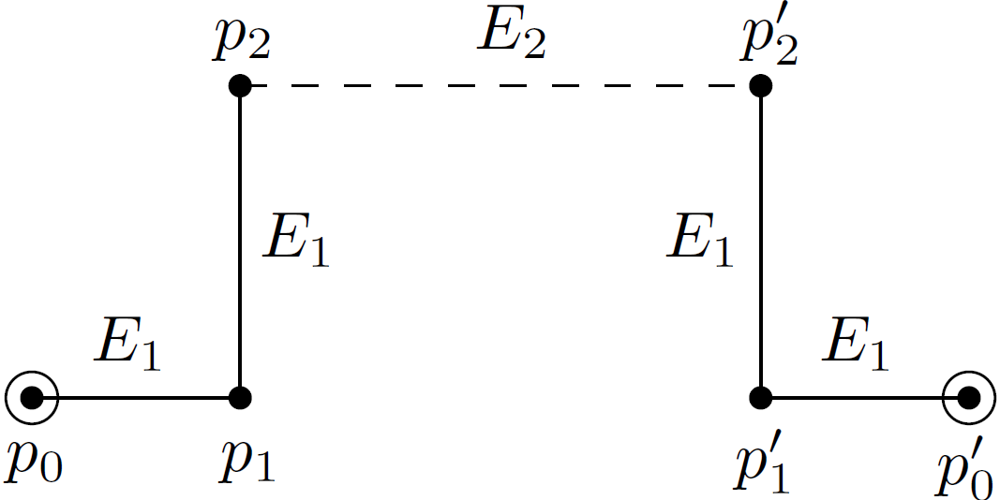 p₂ E₂ p′₂
E₁ E₁
E₁ E₁
p₀ p₁ p′₁ p′₀